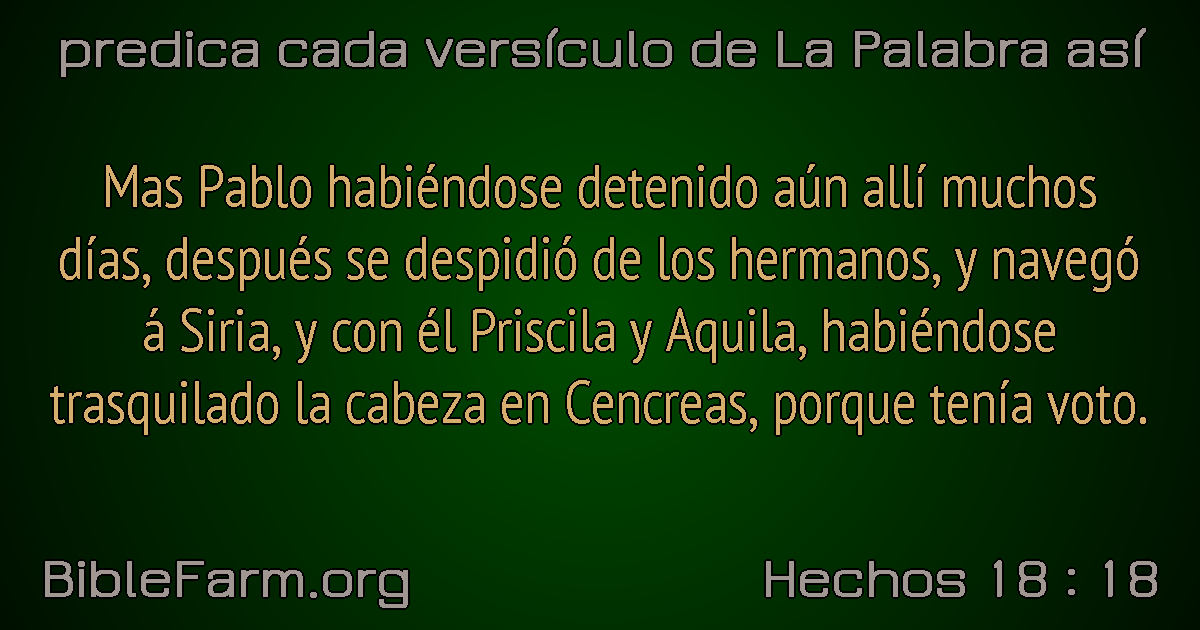 predica cada versículo de La Palabra así
Mas Pablo habiéndose detenido aún allí muchos
días, después se despidió de los hermanos, y navegó
á Siria, y con él Priscila y Aquila, habiéndose
trasquilado la cabeza en Cencreas, porque tenía voto.
BibleFarm.org
Hechos 18 : 18